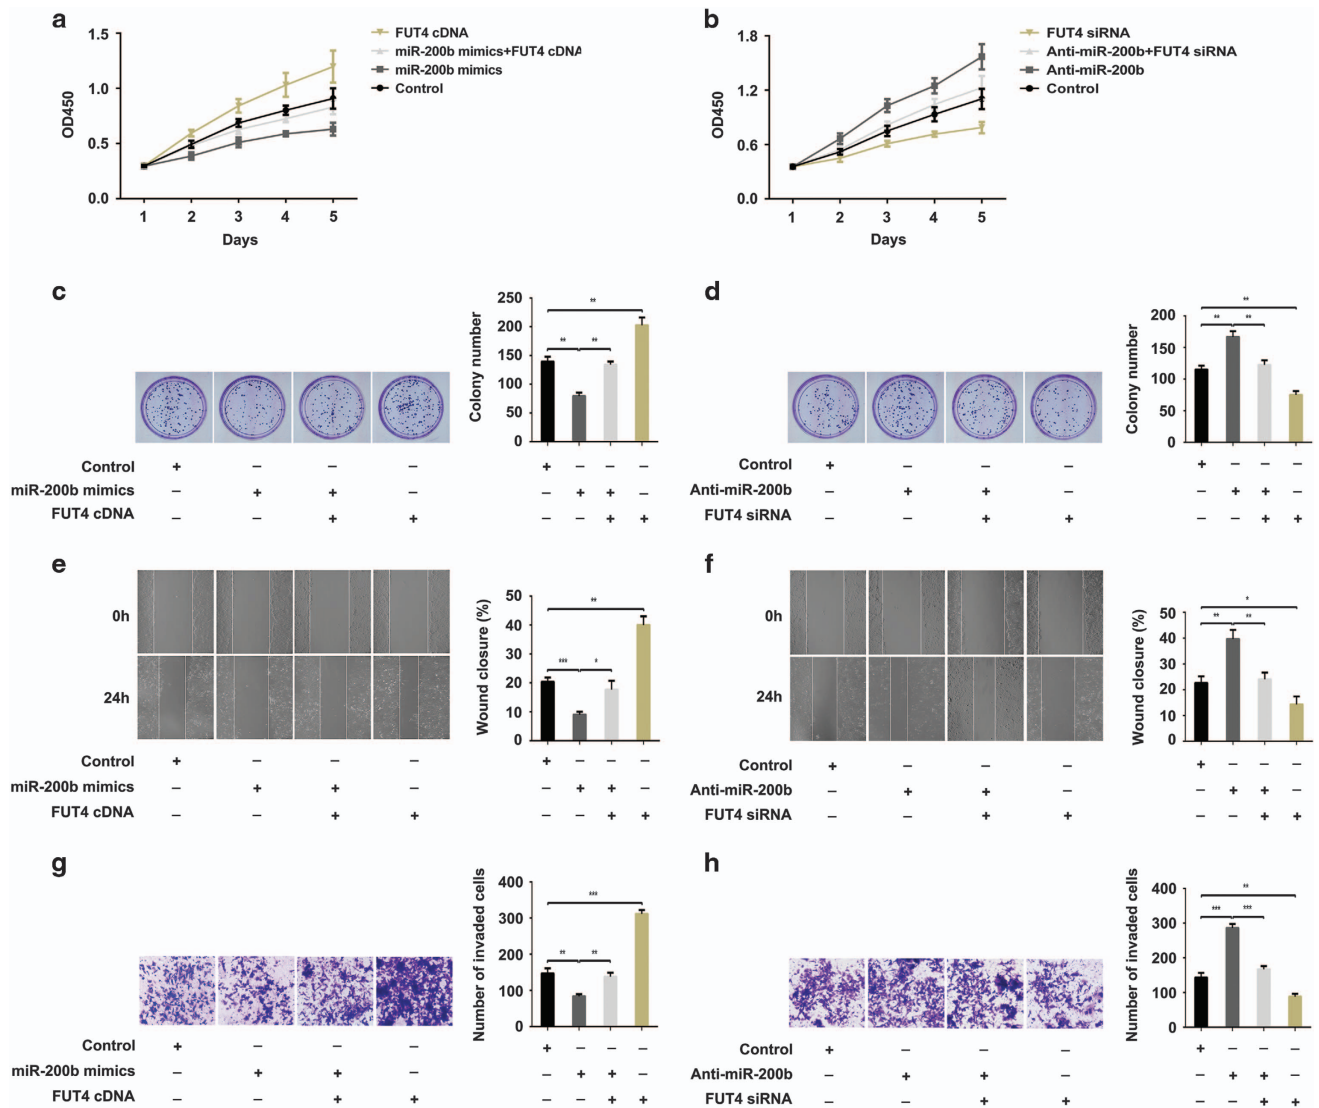 a
1.5
1.0
0.5
0.0
OD450
1 2 3 4 5
Days
FUT4 cDNA
miR-200b mimics+FUT4 cDNA
miR-200b mimics
Control
b
1.8
1.2
0.6
0.0
OD450
1 2 3 4 5
Days
FUT4 siRNA
Anti-miR-200b+FUT4 siRNA
Anti-miR-200b
Control
c
Control + − − −
miR-200b mimics − + + −
FUT4 cDNA − − + +
Colony number
250
200
150
100
50
0
**
** **
+ − − −
− + + −
− − + +
d
Control + − − −
Anti-miR-200b − + + −
FUT4 siRNA − − + +
Colony number
200
150
100
50
0
**
** **
+ − − −
− + + −
− − + +
e
0h
24h
Control + − − −
miR-200b mimics − + + −
FUT4 cDNA − − + +
Wound closure (%)
50
40
30
20
10
0
**
*** *
+ − − −
− + + −
− − + +
f
0h
24h
Control + − − −
Anti-miR-200b − + + −
FUT4 siRNA − − + +
Wound closure (%)
50
40
30
20
10
0
*
** **
+ − − −
− + + −
− − + +
g
Control + − − −
miR-200b mimics − + + −
FUT4 cDNA − − + +
Number of invaded cells
400
300
200
100
0
***
** **
+ − − −
− + + −
− − + +
h
Control + − − −
Anti-miR-200b − + + −
FUT4 siRNA − − + +
Number of invaded cells
400
300
200
100
0
**
*** ***
+ − − −
− + + −
− − + +